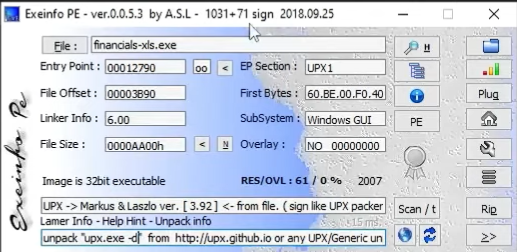 Exeinfo PE - ver.0.0.5.3 by A.S.L - 1031+71 sign 2018.09.25
File : financials-xls.exe H
Entry Point : 00012790 oo < EP Section : UPX1
File Offset : 00003B90 First Bytes : 60.BE.00.F0.40 Plug
Linker Info : 6.00 SubSystem : Windows GUI PE
File Size : 0000AA00h < N Overlay : NO 00000000
Image is 32bit executable RES/OVL : 61 / 0 % 2007
UPX -> Markus & Laszlo ver. [ 3.92 ] <- from file. ( sign like UPX packer Scan / t Rip
Lamer Info - Help Hint - Unpack info
unpack "upx.exe -d" from http://upx.github.io or any UPX/Generic un >>
Exeinfo Pe